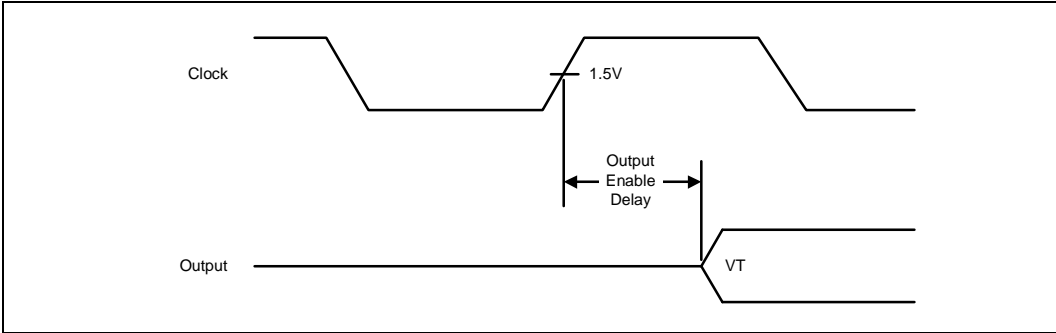 Clock
1.5V
Output
Enable
Delay
Output
VT